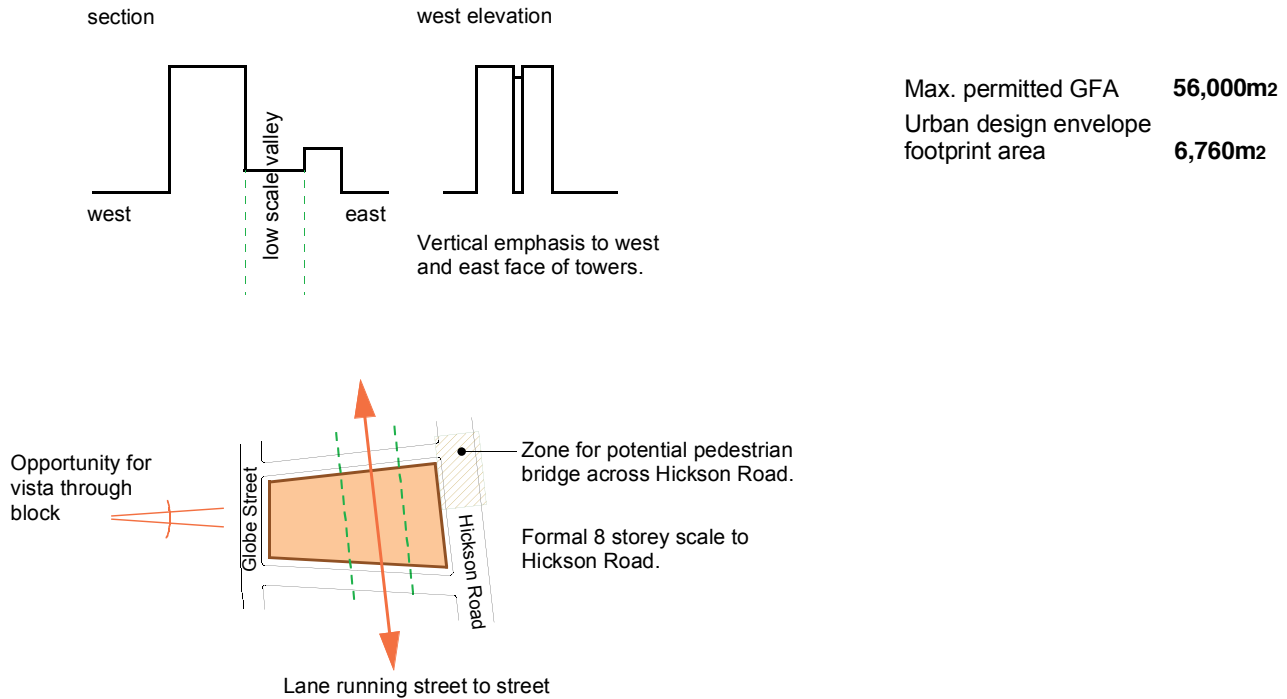 section
west elevation
low scale valley
west
east
Vertical emphasis to west
and east face of towers.
Max. permitted GFA 56,000m2
Urban design envelope
footprint area 6,760m2
Opportunity for
vista through
block
Globe Street
Hickson Road
Zone for potential pedestrian
bridge across Hickson Road.
Formal 8 storey scale to
Hickson Road.
Lane running street to street